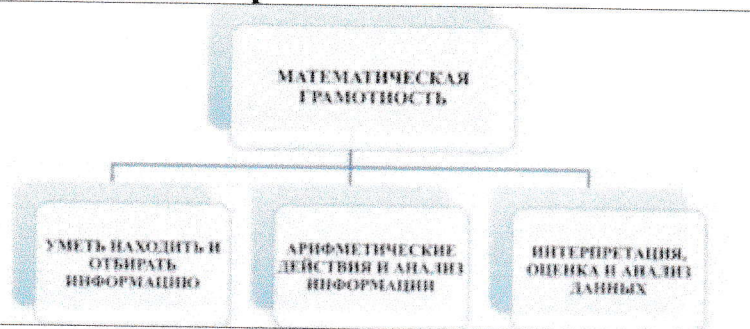 МАТЕМАТИЧЕСКАЯ
ГРАМОТНОСТЬ
УМЕТЬ НАХОДИТЬ И
ОТБИРАТЬ
ИНФОРМАЦИЮ
АРИФМЕТИЧЕСКИЕ
ДЕЙСТВИЯ И АНАЛИЗ
ИНФОРМАЦИИ
ИНТЕРПРЕТАЦИЯ,
ОЦЕНКА И АНАЛИЗ
ДАННЫХ